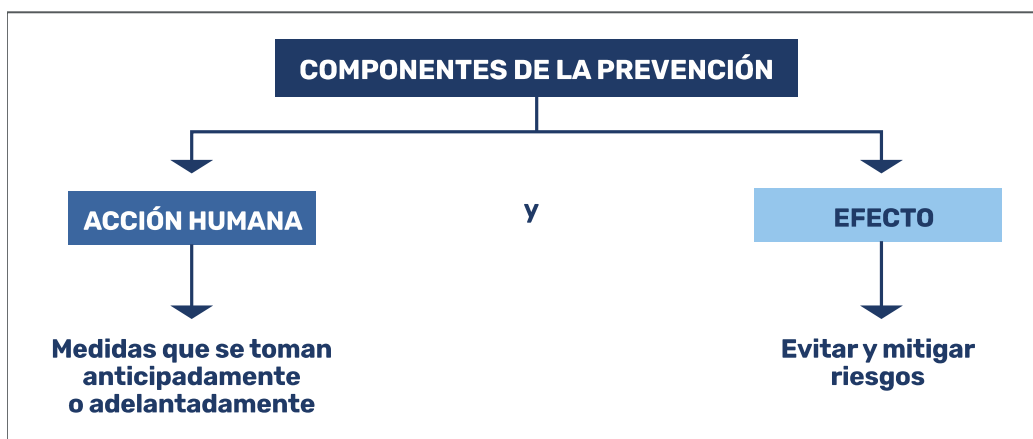 COMPONENTES DE LA PREVENCIÓN
ACCIÓN HUMANA
y
EFECTO
Medidas que se toman
anticipadamente
o adelantadamente
Evitar y mitigar
riesgos